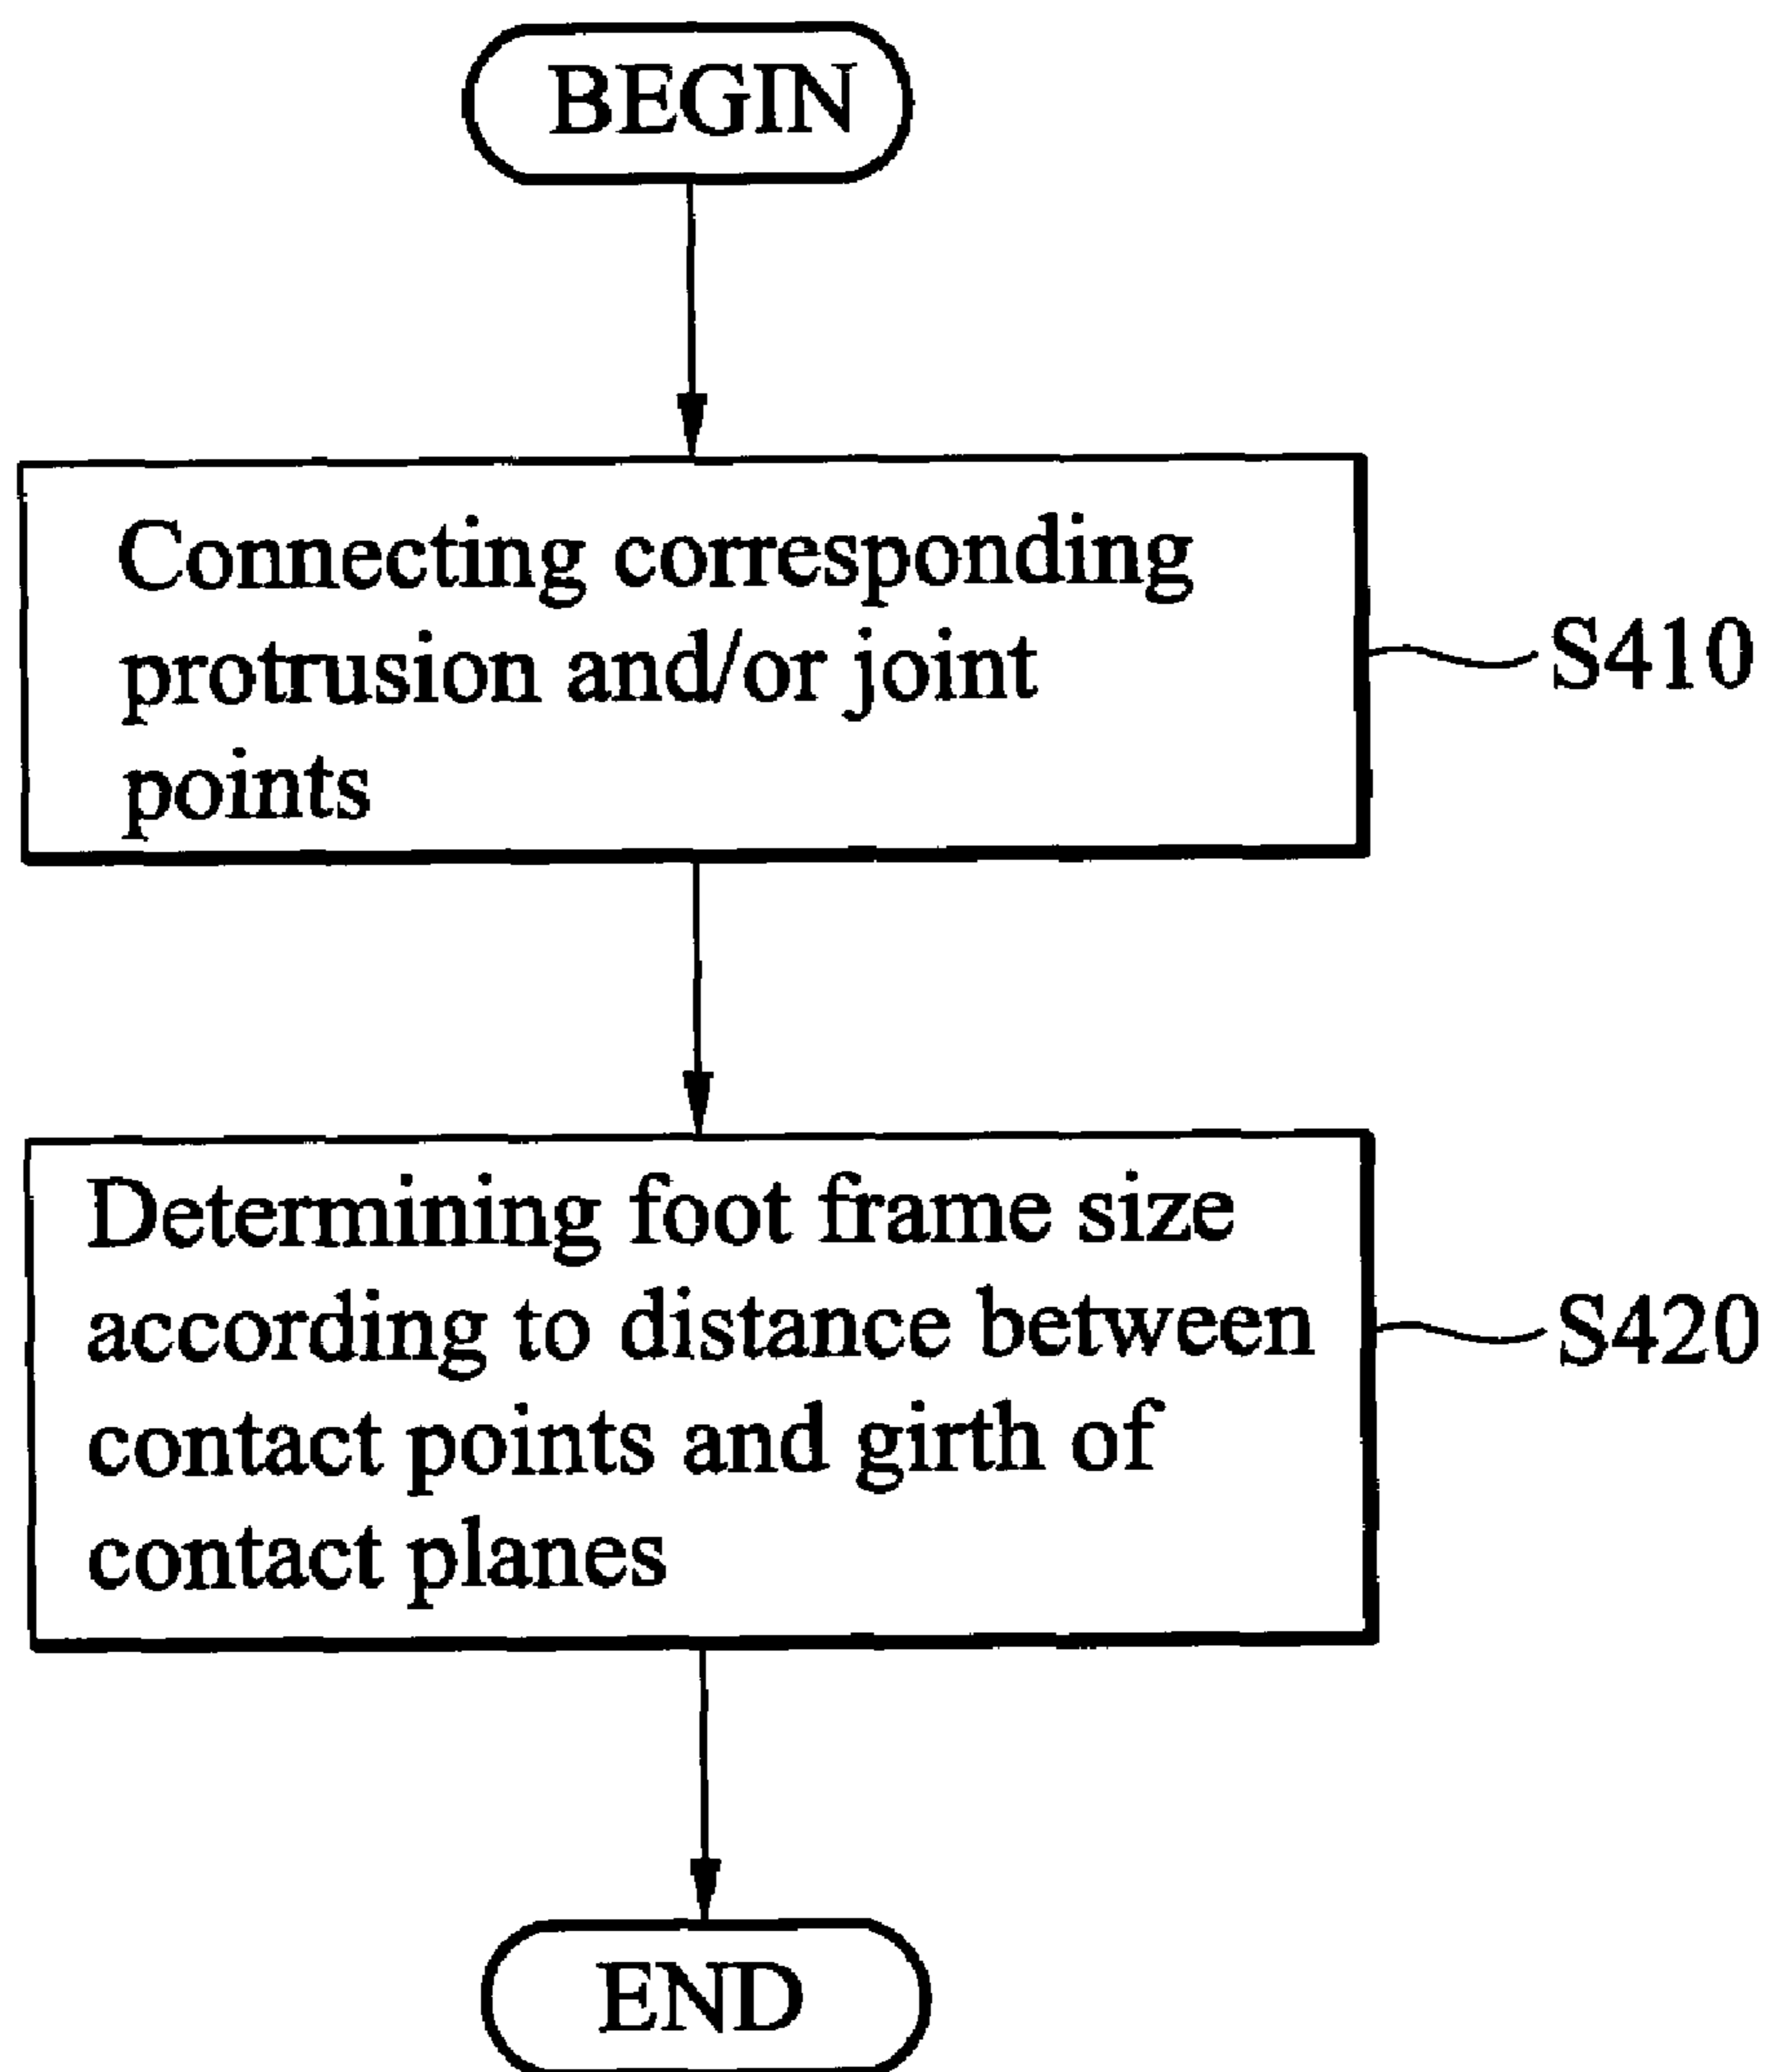 BEGIN
Connecting corresponding
protrusion and/or joint
points
S410
Determining foot frame size
according to distance between
contact points and girth of
contact planes
S420
END